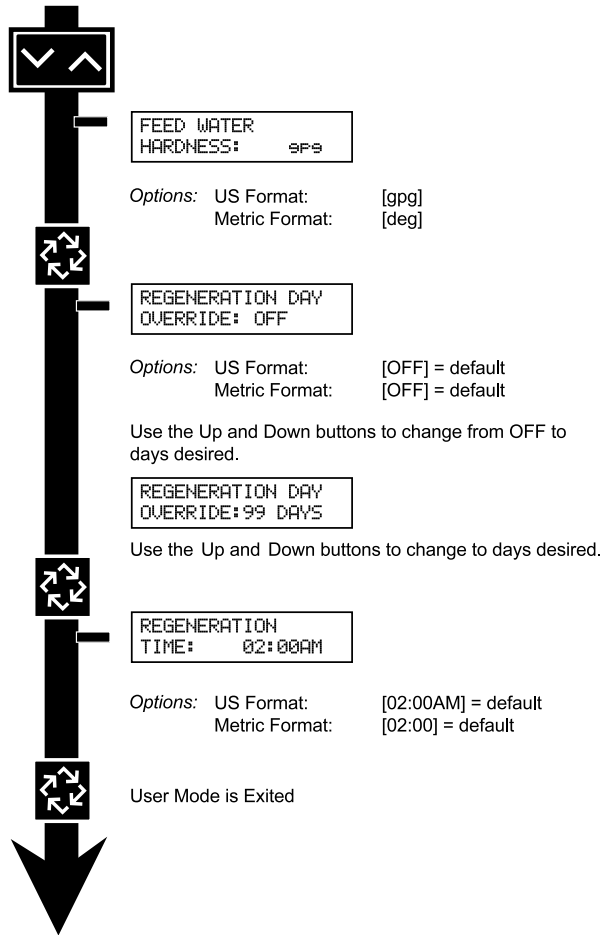 FEED WATER
HARDNESS: gpg
Options: US Format: [gpg]
Metric Format: [deg]
REGENERATION DAY
OVERRIDE: OFF
Options: US Format: [OFF] = default
Metric Format: [OFF] = default
Use the Up and Down buttons to change from OFF to
days desired.
REGENERATION DAY
OVERRIDE:99 DAYS
Use the Up and Down buttons to change to days desired.
REGENERATION
TIME: 02:00AM
Options: US Format: [02:00AM] = default
Metric Format: [02:00] = default
User Mode is Exited